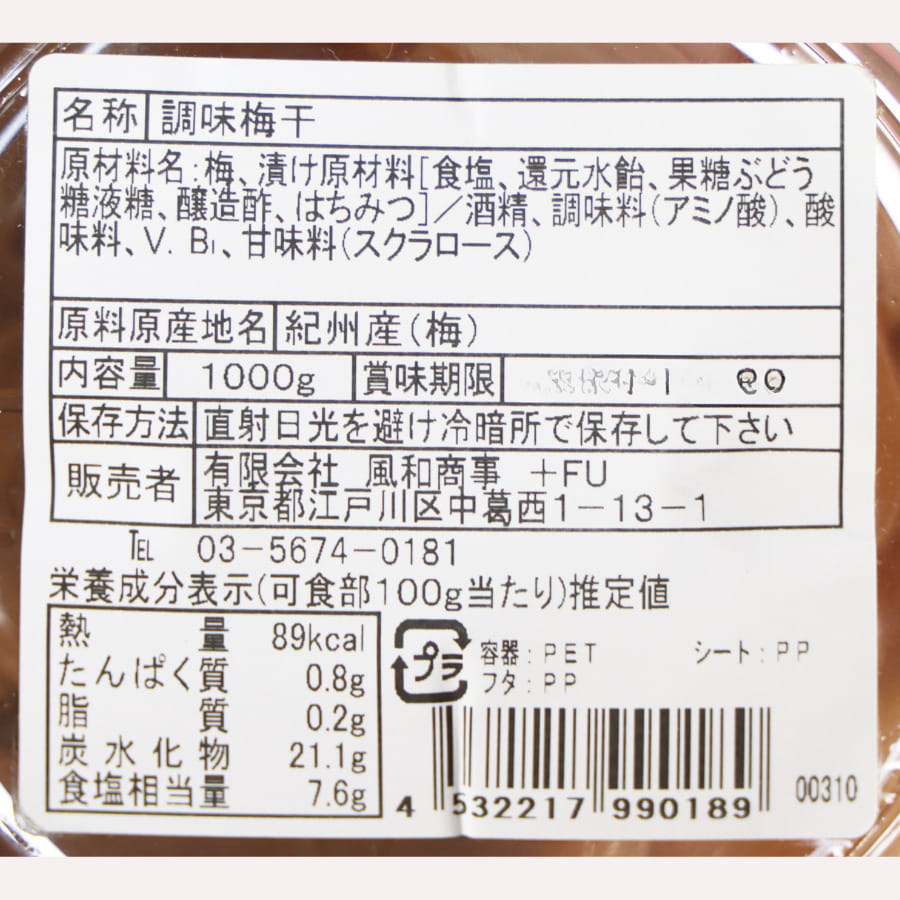 名称 調味梅干
原材料名:梅、漬け原材料[食塩、還元水飴、果糖ぶどう
糖液糖、醸造酢、はちみつ]/酒精、調味料(アミノ酸)、酸
味料、V.B₁、甘味料(スクラロース)
原料原産地名 紀州産(梅)
内容量 1000g 賞味期限
保存方法 直射日光を避け冷暗所で保存して下さい
販売者 有限会社 風和商事 +FU
東京都江戸川区中葛西1-13-1
TEL 03-5674-0181
栄養成分表示(可食部100g当たり)推定値
熱量 89kcal
たんぱく質 0.8g
脂質 0.2g
炭水化物 21.1g
食塩相当量 7.6g
プラ
容器:PET シート:PP
フタ:PP
4 532217 990189
00310